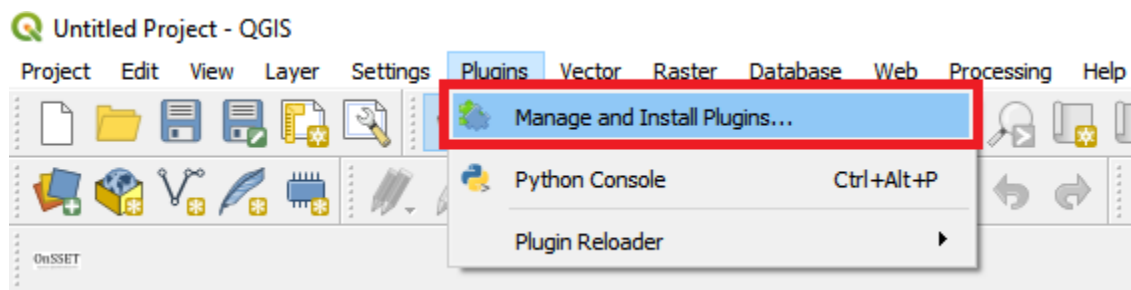 Untitled Project - QGIS
Project Edit View Layer Settings Plugins Vector Raster Database Web Processing Help
Manage and Install Plugins...
Python Console Ctrl+Alt+P
Plugin Reloader
OnSSET